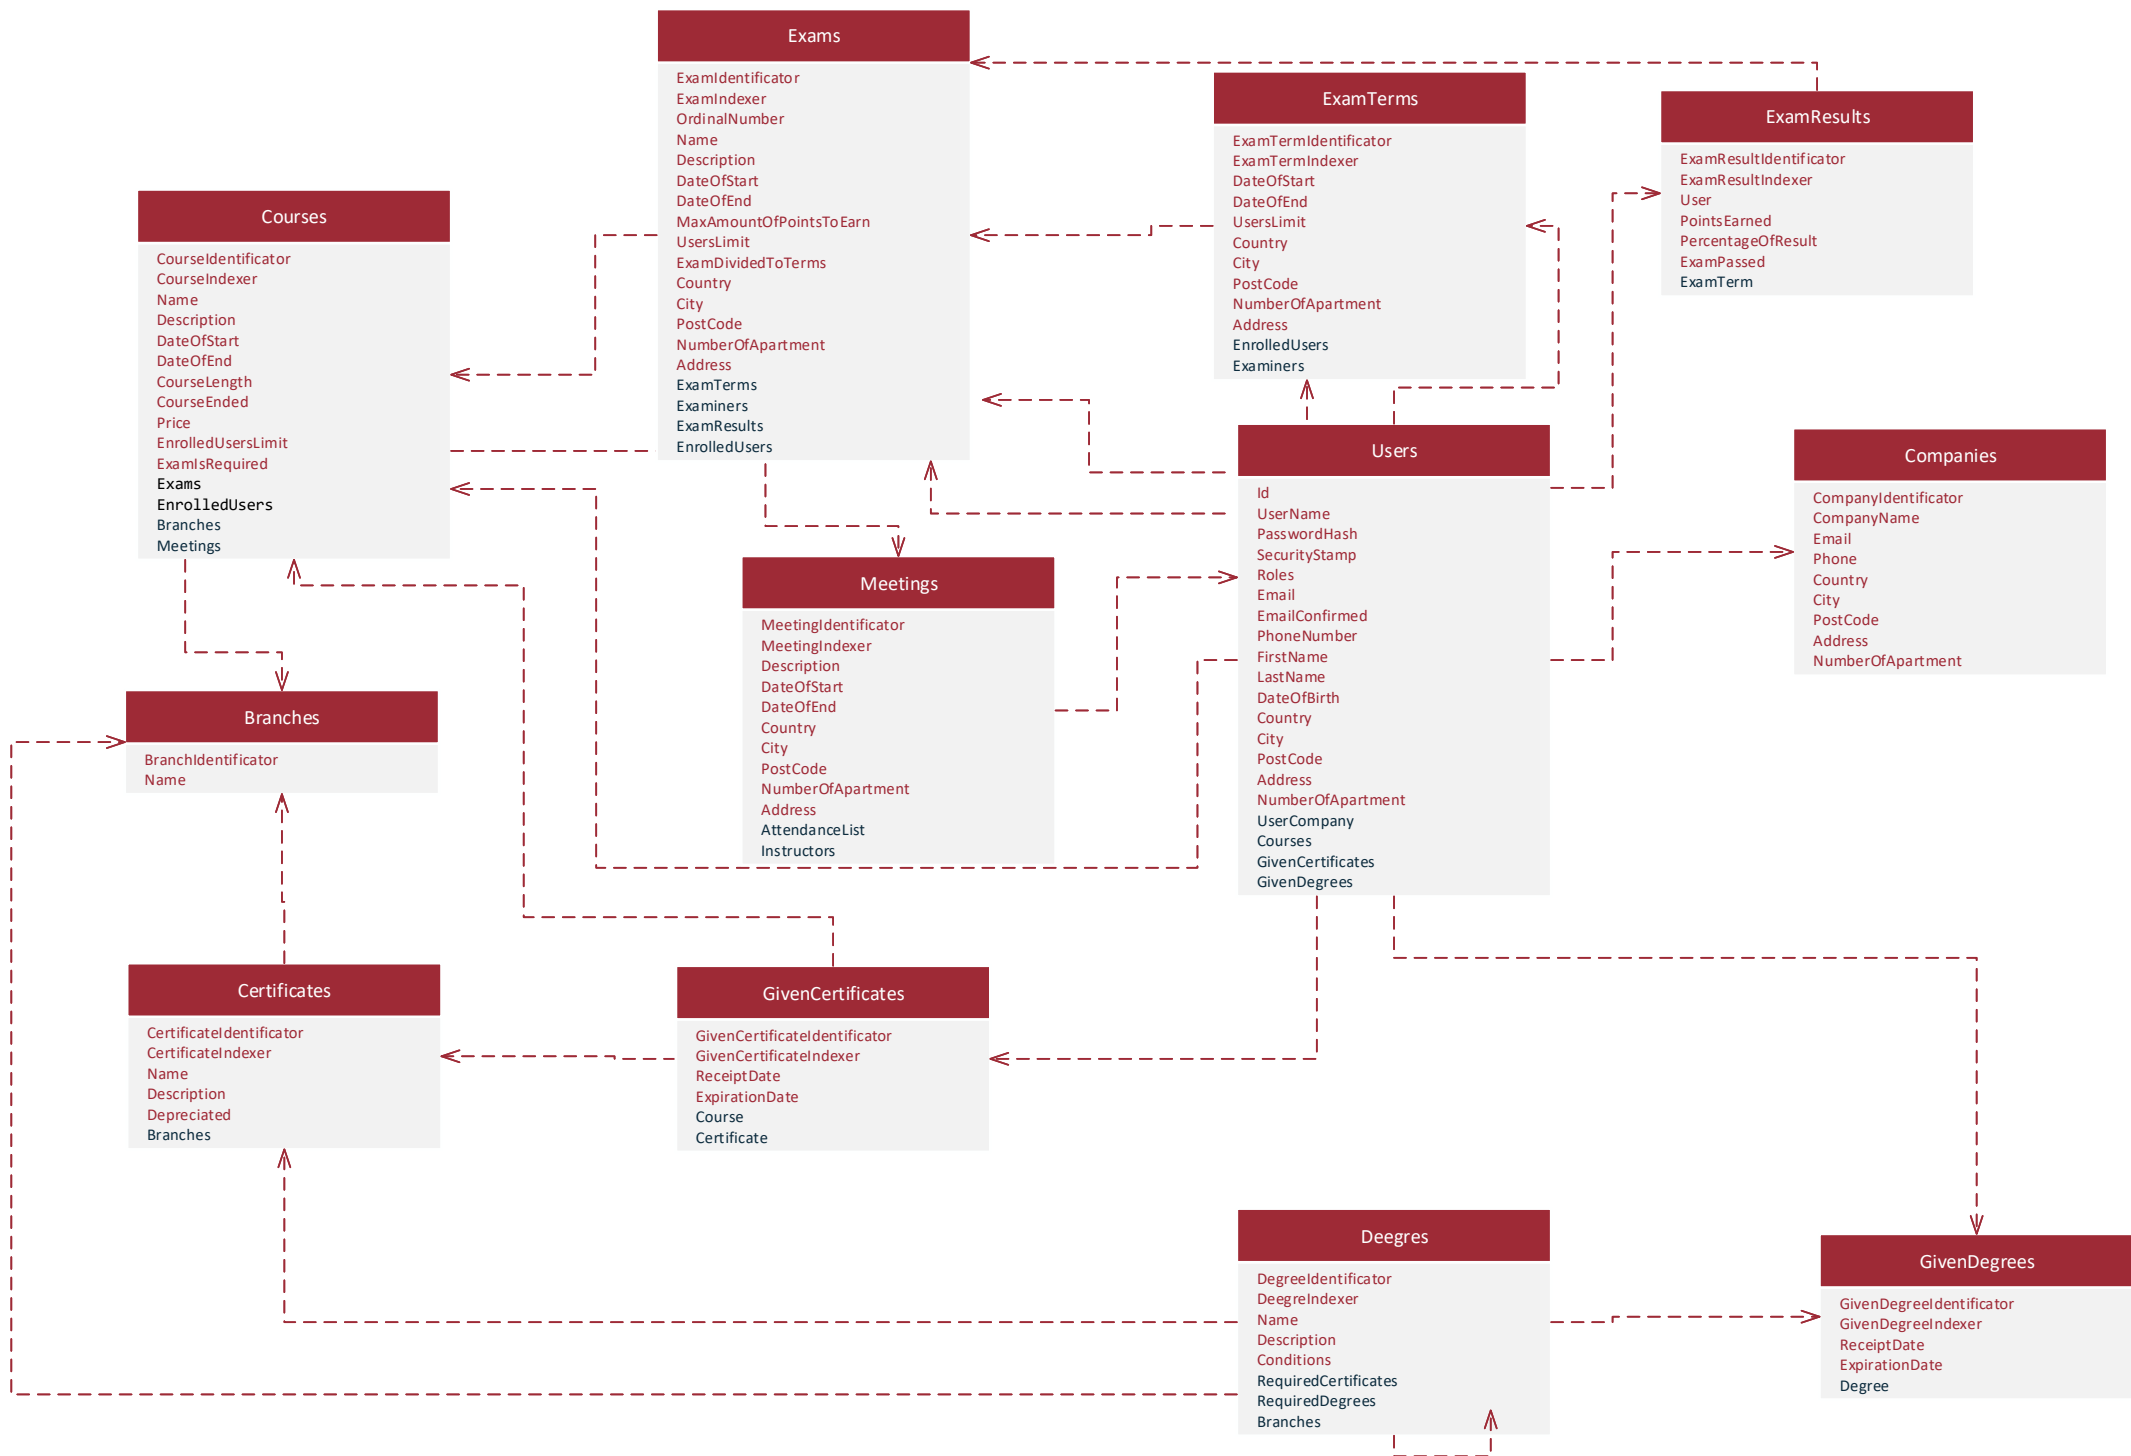 Exams
ExamIdentificator
ExamIndexer
OrdinalNumber
Name
Description
DateOfStart
DateOfEnd
MaxAmountOfPointsToEarn
UsersLimit
ExamDividedToTerms
Country
City
PostCode
NumberOfApartment
Address
ExamTerms
Examiners
ExamResults
EnrolledUsers
ExamTerms
ExamTermIdentificator
ExamTermIndexer
DateOfStart
DateOfEnd
UsersLimit
Country
City
PostCode
NumberOfApartment
Address
EnrolledUsers
Examiners
ExamResults
ExamResultIdentificator
ExamResultIndexer
User
PointsEarned
PercentageOfResult
ExamPassed
ExamTerm
Courses
CourseIdentificator
CourseIndexer
Name
Description
DateOfStart
DateOfEnd
CourseLength
CourseEnded
Price
EnrolledUsersLimit
ExamIsRequired
Exams
EnrolledUsers
Branches
Meetings
Users
Id
UserName
PasswordHash
SecurityStamp
Roles
Email
EmailConfirmed
PhoneNumber
FirstName
LastName
DateOfBirth
Country
City
PostCode
Address
NumberOfApartment
UserCompany
Courses
GivenCertificates
GivenDegrees
Companies
CompanyIdentificator
CompanyName
Email
Phone
Country
City
PostCode
Address
NumberOfApartment
Meetings
MeetingIdentificator
MeetingIndexer
Description
DateOfStart
DateOfEnd
Country
City
PostCode
NumberOfApartment
Address
AttendanceList
Instructors
Branches
BranchIdentificator
Name
Certificates
CertificateIdentificator
CertificateIndexer
Name
Description
Depreciated
Branches
GivenCertificates
GivenCertificateIdentificator
GivenCertificateIndexer
ReceiptDate
ExpirationDate
Course
Certificate
Deegres
DegreeIdentificator
DeegreIndexer
Name
Description
Conditions
RequiredCertificates
RequiredDegrees
Branches
GivenDegrees
GivenDegreeIdentificator
GivenDegreeIndexer
ReceiptDate
ExpirationDate
Degree